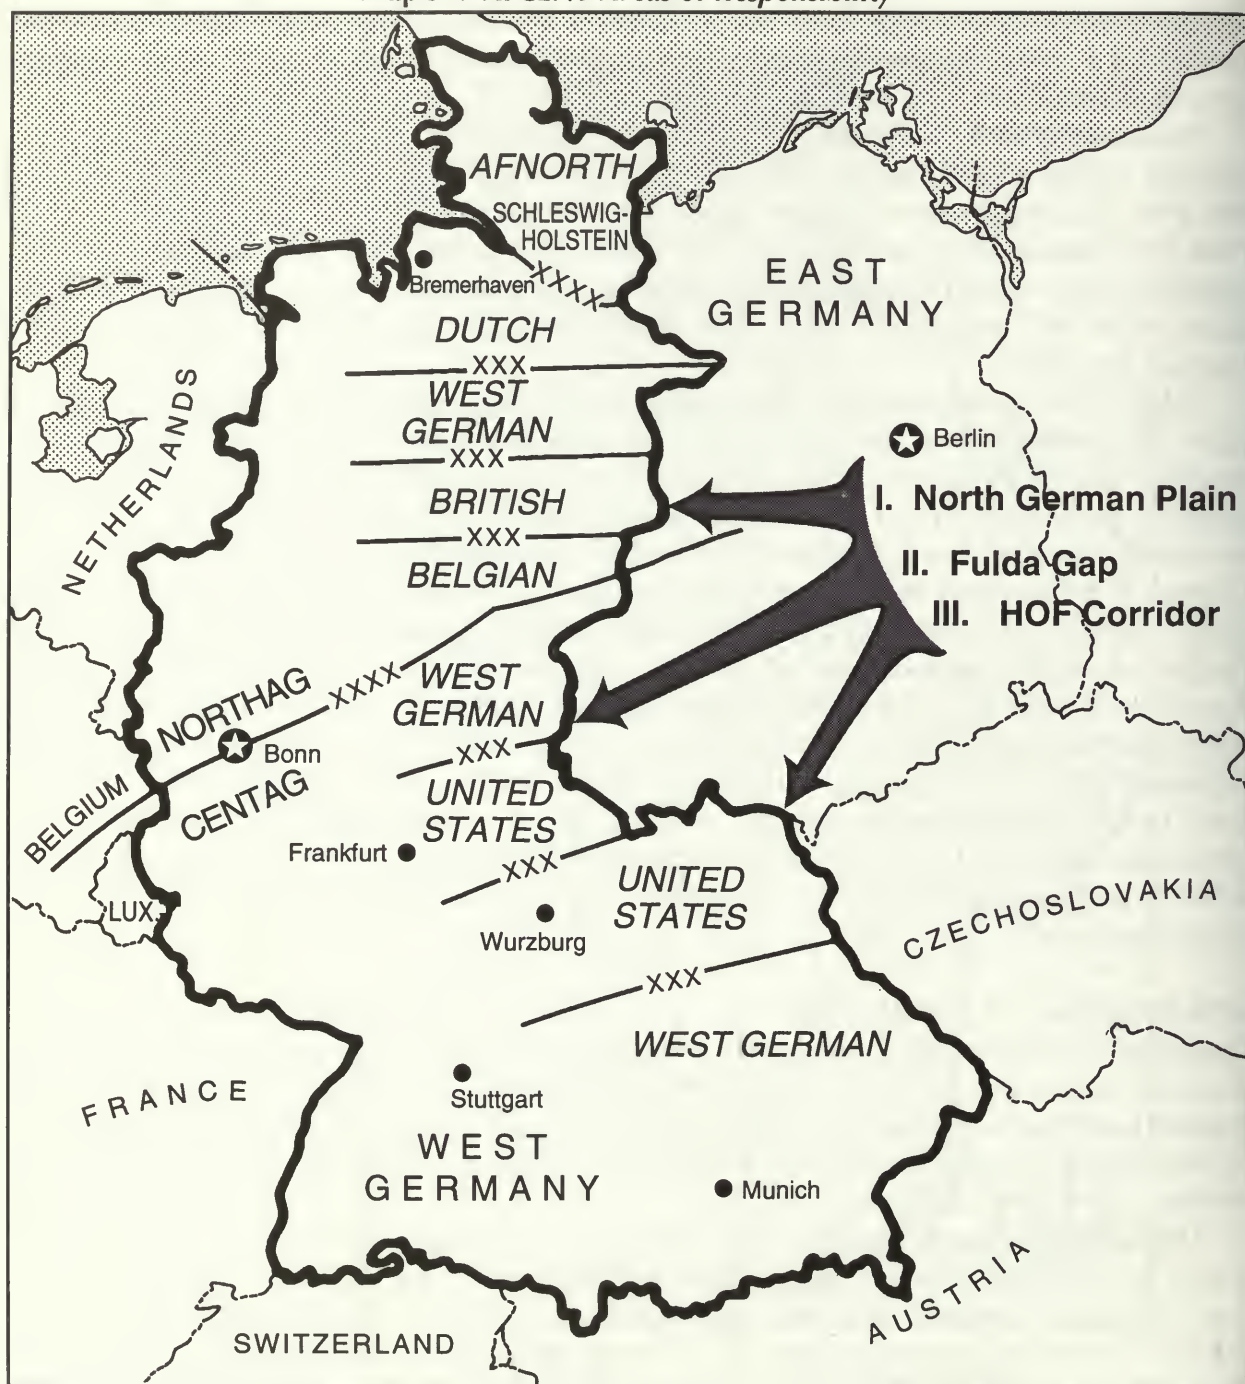 AFNORTH
SCHLESWIG-
HOLSTEIN
XXXX
Bremerhaven
EAST
GERMANY
DUTCH
XXX
WEST
GERMAN
XXX
NETHERLANDS
Berlin
I. North German Plain
BRITISH
XXX
BELGIAN
II. Fulda Gap
III. HOF Corridor
NORTHAG
XXXX
WEST
GERMAN
XXX
Bonn
BELGIUM
CENTAG
UNITED
STATES
Frankfurt
XXX
UNITED
STATES
LUX.
Wurzburg
CZECHOSLOVAKIA
XXX
WEST GERMAN
FRANCE
Stuttgart
WEST
GERMANY
Munich
AUSTRIA
SWITZERLAND